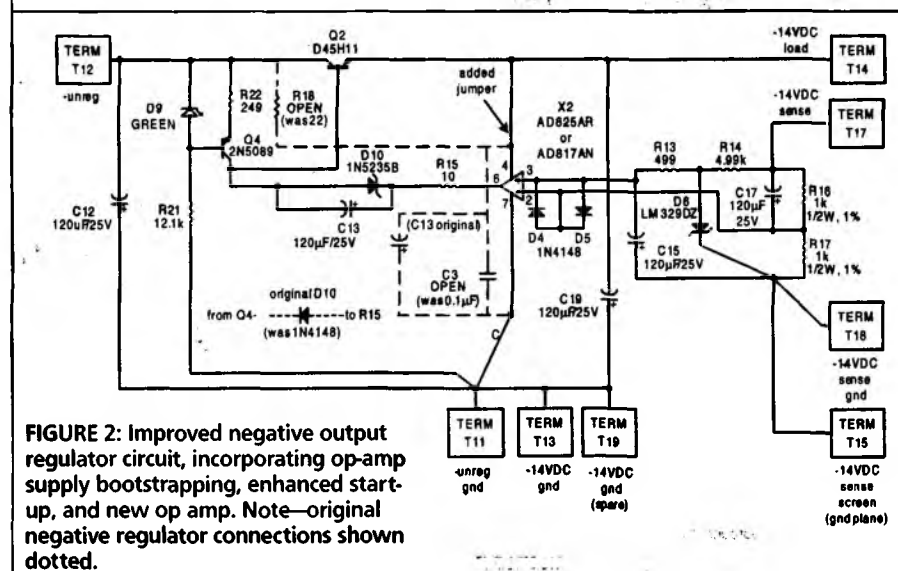 TERM
T12
-unreg
Q2
D45H11
-14VDC
load
TERM
T14
added
jumper
-14VDC
sense
TERM
T17
D9
GREEN
R22
249
R18
OPEN
(was22)
X2
AD825AR
or
AD817AN
Q4
2N5089
D10
1N5235B
R15
10
4
6
7
3
2
R13
499
R14
4.99k
C12
120uF/25V
R21
12.1k
C13
120µF/25V
(C13 original)
D4
D5
1N4148
D6
LM329DZ
C17
120µF
25V
R16
1k
1/2W, 1%
R17
1k
1/2W, 1%
C15
120µF/25V
C3
OPEN
(was0.1µF)
original D10
from Q4-
to R15
(was1N4148)
C19
120µF/25V
C
TERM
T18
-14VDC
sense
gnd
TERM
T11
-unreg
gnd
TERM
T13
-14VDC
gnd
TERM
T19
-14VDC
gnd
(spare)
TERM
T15
-14VDC
sense
screen
(gnd plane)
FIGURE 2: Improved negative output
regulator circuit, incorporating op-amp
supply bootstrapping, enhanced start-
up, and new op amp. Note—original
negative regulator connections shown
dotted.